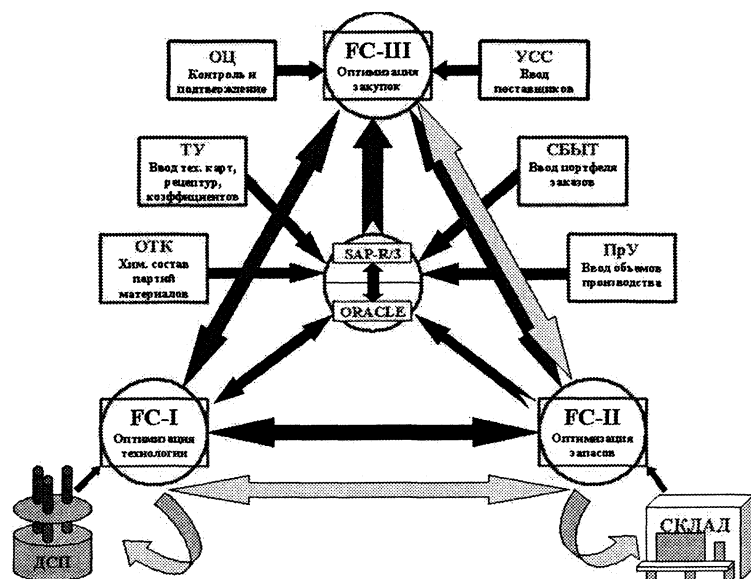 ОЦ
Контроль и
подтверждение
FC-III
Оптимизация
закупок
УСС
Ввод
поставщиков
ТУ
Ввод тех. карт,
рецептур,
коэффициентов
СБЫТ
Ввод портфеля
заказов
ОТК
Хим. состав
партий
материалов
SAP-R/3
ORACLE
ПрУ
Ввод объемов
производства
FC-I
Оптимизация
технологии
FC-II
Оптимизация
запасов
ДСП
СКЛАД